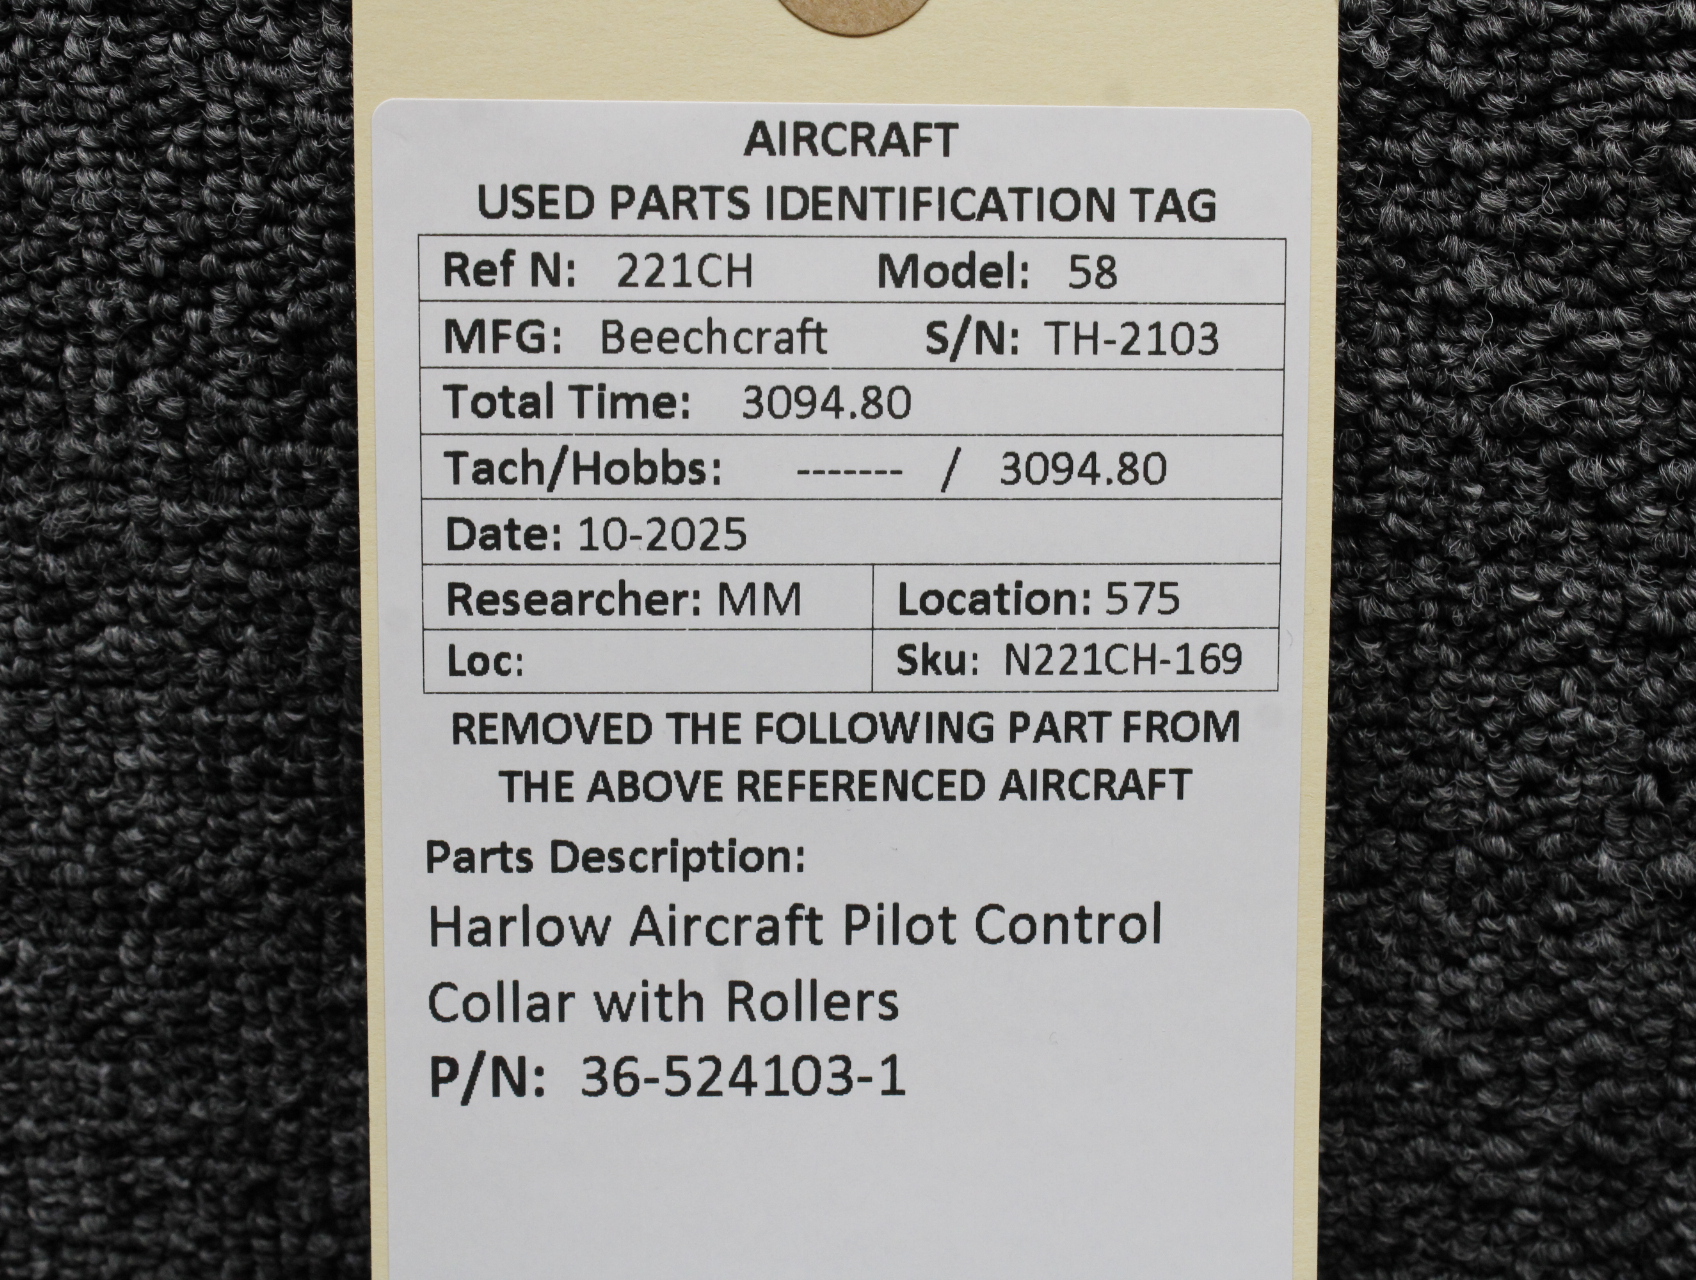 AIRCRAFT
USED PARTS IDENTIFICATION TAG
Ref N: 221CH Model: 58
MFG: Beechcraft S/N: TH-2103
Total Time: 3094.80
Tach/Hobbs: ------- / 3094.80
Date: 10-2025
Researcher: MM Location: 575
Loc: Sku: N221CH-169
REMOVED THE FOLLOWING PART FROM
THE ABOVE REFERENCED AIRCRAFT
Parts Description:
Harlow Aircraft Pilot Control
Collar with Rollers
P/N: 36-524103-1